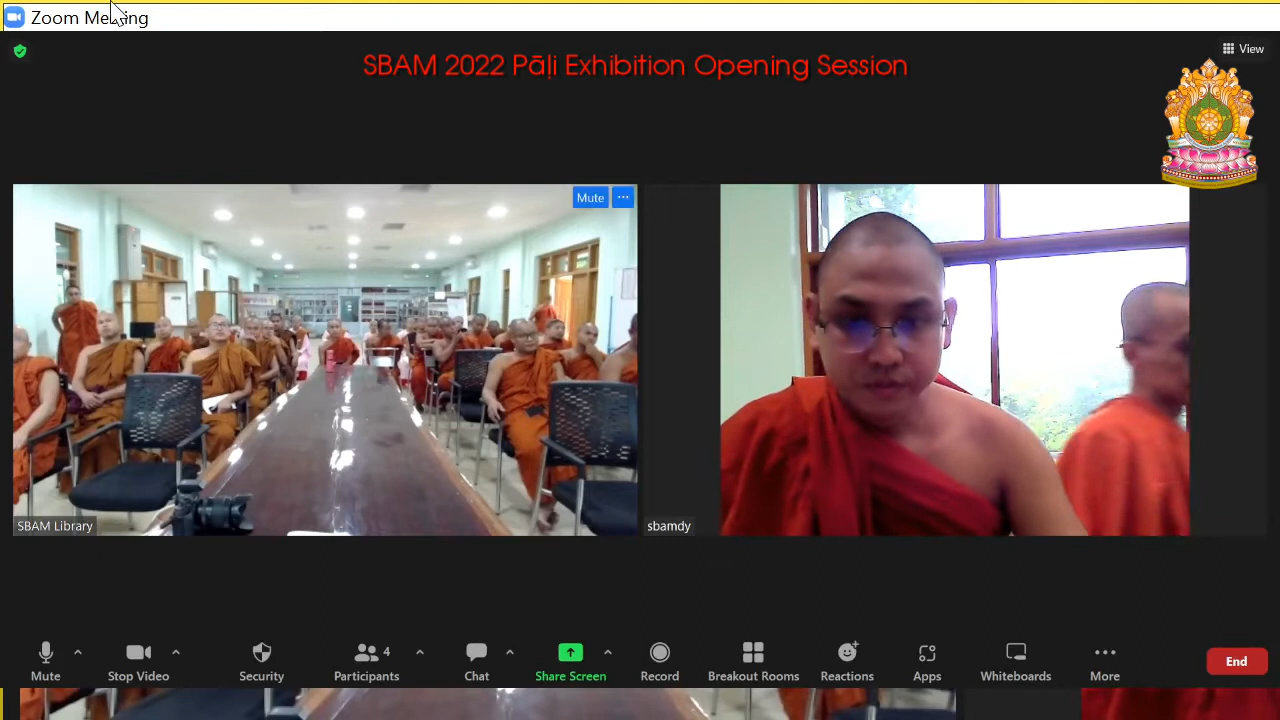 Zoom Meeting
SBAM 2022 Pāḷi Exhibition Opening Session
View
Mute
SBAM Library
sbamdy
4
Mute
Stop Video
Security
Participants
Chat
Share Screen
Record
Breakout Rooms
Reactions
Apps
Whiteboards
More
End